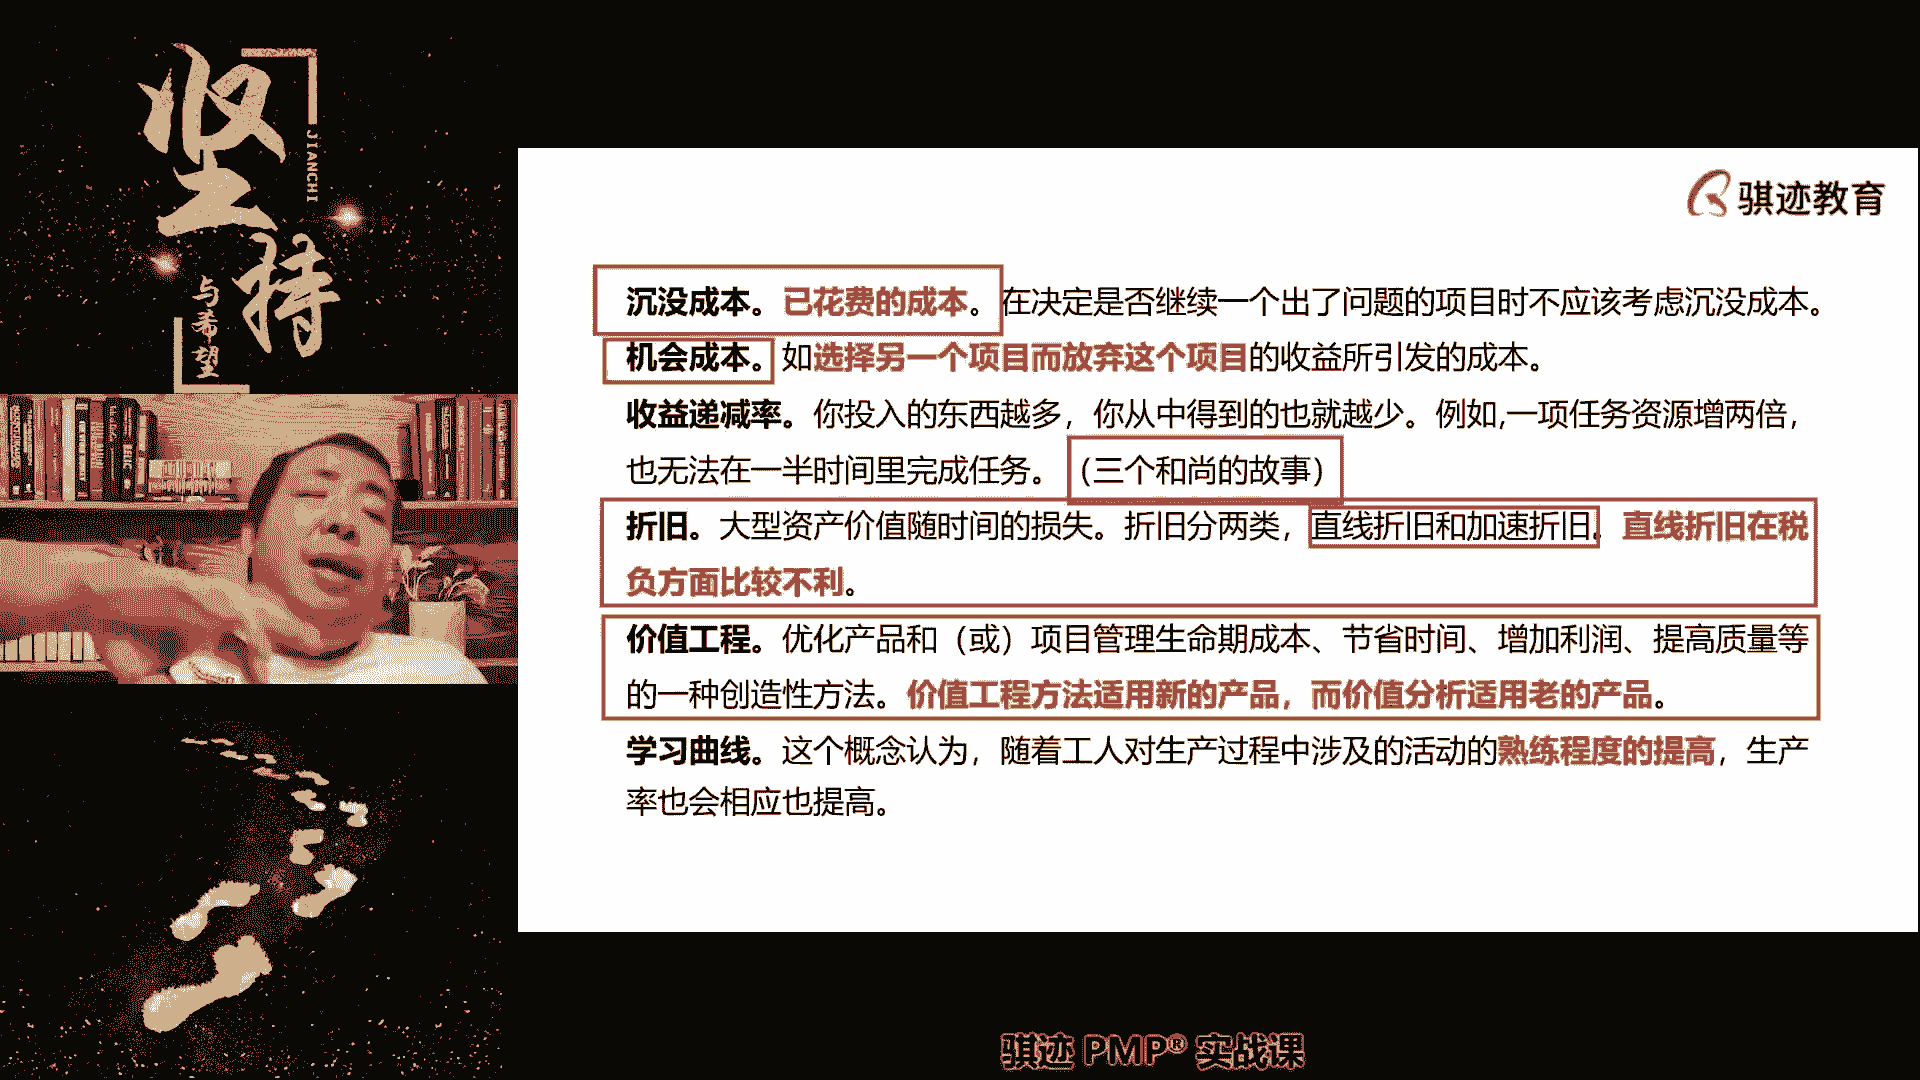 坚持
JIANCHI
与希望
骐迹教育
沉没成本。已花费的成本。在决定是否继续一个出了问题的项目时不应该考虑沉没成本。
机会成本。如选择另一个项目而放弃这个项目的收益所引发的成本。
收益递减率。你投入的东西越多，你从中得到的也就越少。例如,一项任务资源增两倍，
也无法在一半时间里完成任务。（三个和尚的故事）
折旧。大型资产价值随时间的损失。折旧分两类，直线折旧和加速折旧。直线折旧在税
负方面比较不利。
价值工程。优化产品和（或）项目管理生命期成本、节省时间、增加利润、提高质量等
的一种创造性方法。价值工程方法适用新的产品，而价值分析适用老的产品。
学习曲线。这个概念认为，随着工人对生产过程中涉及的活动的熟练程度的提高，生产
率也会相应也提高。
骐迹 PMP® 实战课